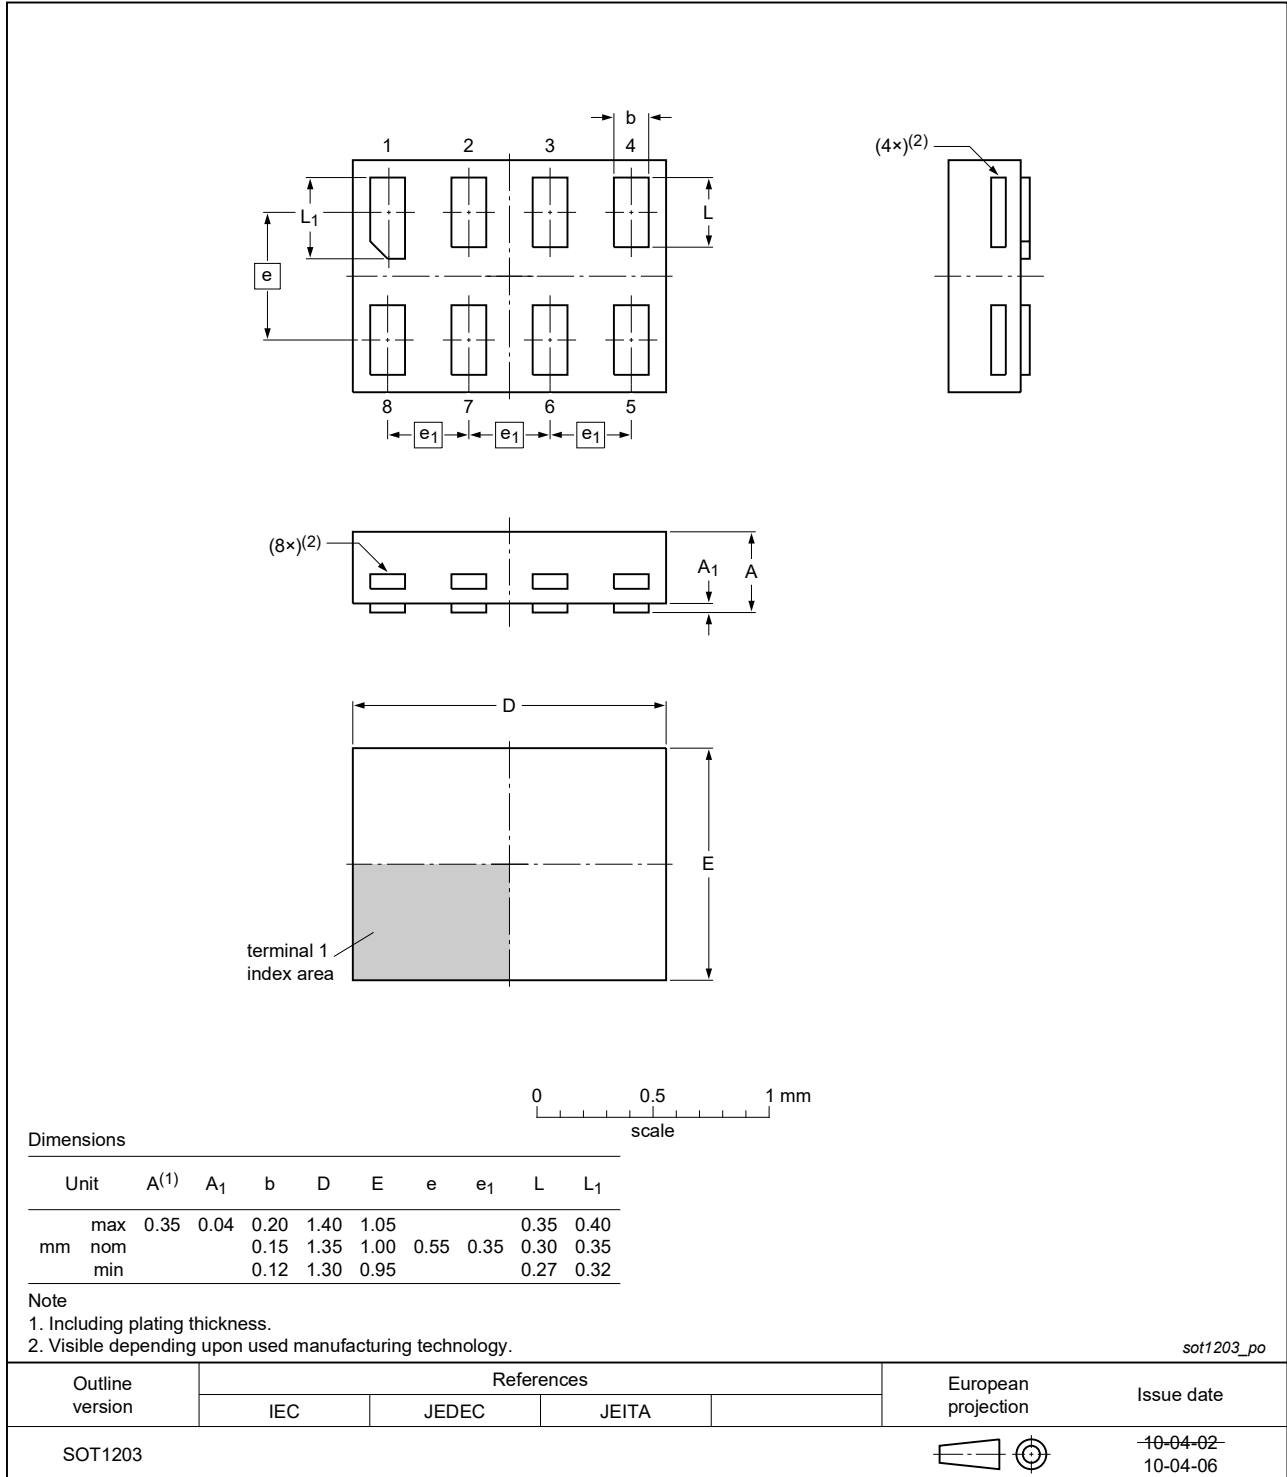 b
1 2 3 4
(4×)(2)
L1
L
e
8 7 6 5
e1 e1 e1
(8×)(2)
A1
A
D
E
terminal 1
index area
0 0.5 1 mm
scale
Dimensions
Unit A(1) A1 b D E e e1 L L1
max 0.35 0.04 0.20 1.40 1.05 0.35 0.40
mm nom 0.15 1.35 1.00 0.55 0.35 0.30 0.35
min 0.12 1.30 0.95 0.27 0.32
Note
1. Including plating thickness.
2. Visible depending upon used manufacturing technology.
sot1203_po
Outline
version
References
IEC JEDEC JEITA
European
projection
Issue date
SOT1203
10-04-02
10-04-06